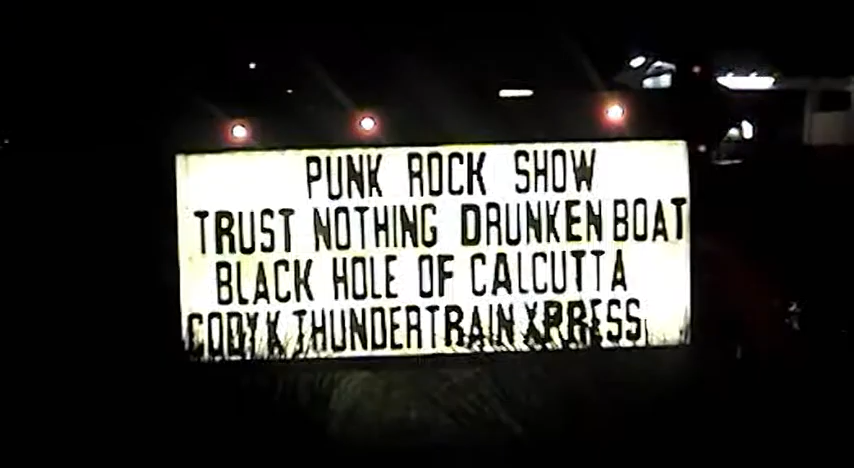 PUNK ROCK SHOW
TRUST NOTHING DRUNKEN BOAT
BLACK HOLE OF CALCUTTA
CODY K THUNDERTRAIN XPRESS